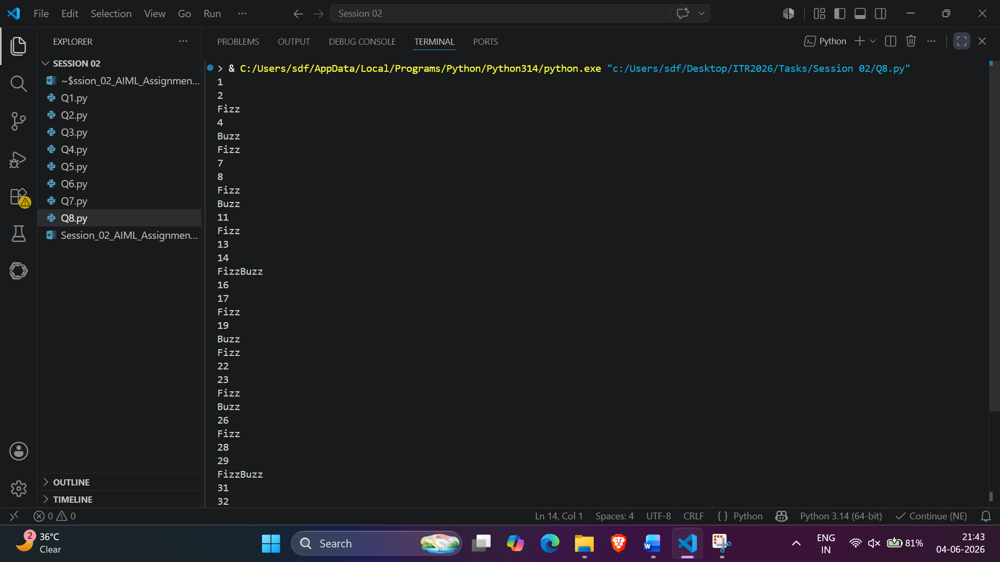 File Edit Selection View Go Run ···
Session 02
EXPLORER
SESSION 02
~$ssion_02_AIML_Assignmen...
Q1.py
Q2.py
Q3.py
Q4.py
Q5.py
Q6.py
Q7.py
Q8.py
Session_02_AIML_Assignmen...
OUTLINE
TIMELINE
PROBLEMS OUTPUT DEBUG CONSOLE TERMINAL PORTS
Python
> & C:/Users/sdf/AppData/Local/Programs/Python/Python314/python.exe "c:/Users/sdf/Desktop/ITR2026/Tasks/Session 02/Q8.py"
1
2
Fizz
4
Buzz
Fizz
7
8
Fizz
Buzz
11
Fizz
13
14
FizzBuzz
16
17
Fizz
19
Buzz
Fizz
22
23
Fizz
Buzz
26
Fizz
28
29
FizzBuzz
31
32
0 0
Ln 14, Col 1 Spaces: 4 UTF-8 CRLF { } Python Python 3.14 (64-bit) Continue (NE)
2
36°C
Clear
Search
ENG
IN
81%
21:43
04-06-2026